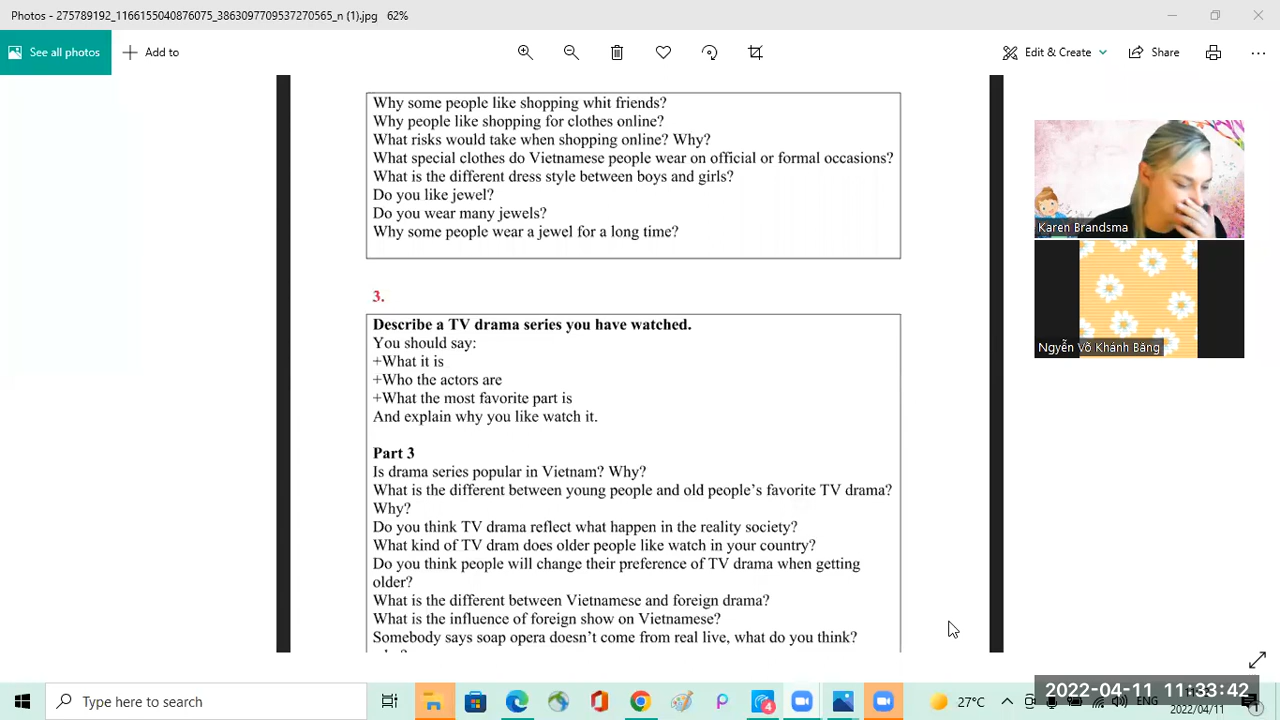 Photos - 275789192_1166155040876075_3863097709537270565_n (1).jpg 62%
See all photos
Add to
Edit & Create
Share
Why some people like shopping whit friends?
Why people like shopping for clothes online?
What risks would take when shopping online? Why?
What special clothes do Vietnamese people wear on official or formal occasions?
What is the different dress style between boys and girls?
Do you like jewel?
Do you wear many jewels?
Why some people wear a jewel for a long time?
3.
Describe a TV drama series you have watched.
You should say:
+What it is
+Who the actors are
+What the most favorite part is
And explain why you like watch it.
Part 3
Is drama series popular in Vietnam? Why?
What is the different between young people and old people's favorite TV drama?
Why?
Do you think TV drama reflect what happen in the reality society?
What kind of TV dram does older people like watch in your country?
Do you think people will change their preference of TV drama when getting
older?
What is the different between Vietnamese and foreign drama?
What is the influence of foreign show on Vietnamese?
Somebody says soap opera doesn't come from real live, what do you think?
Karen Brandsma
Nguyễn Võ Khánh Băng
Type here to search
4
27°C
ENG
2022-04-11 11:33:42
2022/04/11
1